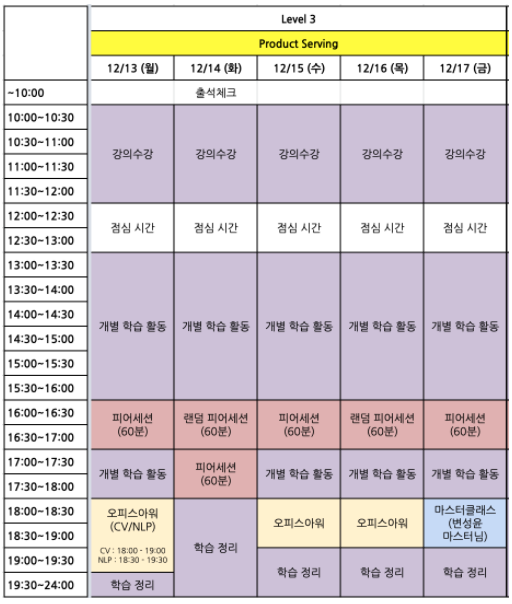 Level 3
Product Serving
12/13 (월) 12/14 (화) 12/15 (수) 12/16 (목) 12/17 (금)
~10:00 출석체크
10:00~10:30
10:30~11:00
강의수강 강의수강 강의수강 강의수강 강의수강
11:00~11:30
11:30~12:00
12:00~12:30
점심 시간 점심 시간 점심 시간 점심 시간 점심 시간
12:30~13:00
13:00~13:30
13:30~14:00
14:00~14:30
개별 학습 활동 개별 학습 활동 개별 학습 활동 개별 학습 활동 개별 학습 활동
14:30~15:00
15:00~15:30
15:30~16:00
16:00~16:30 피어세션 랜덤 피어세션 피어세션 랜덤 피어세션 피어세션
16:30~17:00 (60분) (60분) (60분) (60분) (60분)
17:00~17:30 개별 학습 활동 피어세션 개별 학습 활동 개별 학습 활동 개별 학습 활동
17:30~18:00 (60분)
18:00~18:30 오피스아워 오피스아워 오피스아워 마스터클래스
(CV/NLP) (변성윤
18:30~19:00 마스터님)
CV : 18:00 - 19:00
19:00~19:30 NLP : 18:30 - 19:30 학습 정리 학습 정리 학습 정리 학습 정리
19:30~24:00 학습 정리